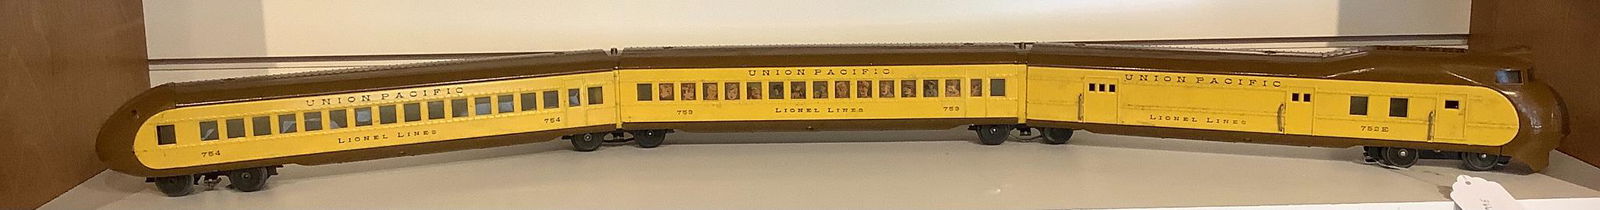 UNION PACIFIC
LIONEL LINES
754
754
UNION PACIFIC
753
LIONEL LINES
753
UNION PACIFIC
LIONEL LINES
752E